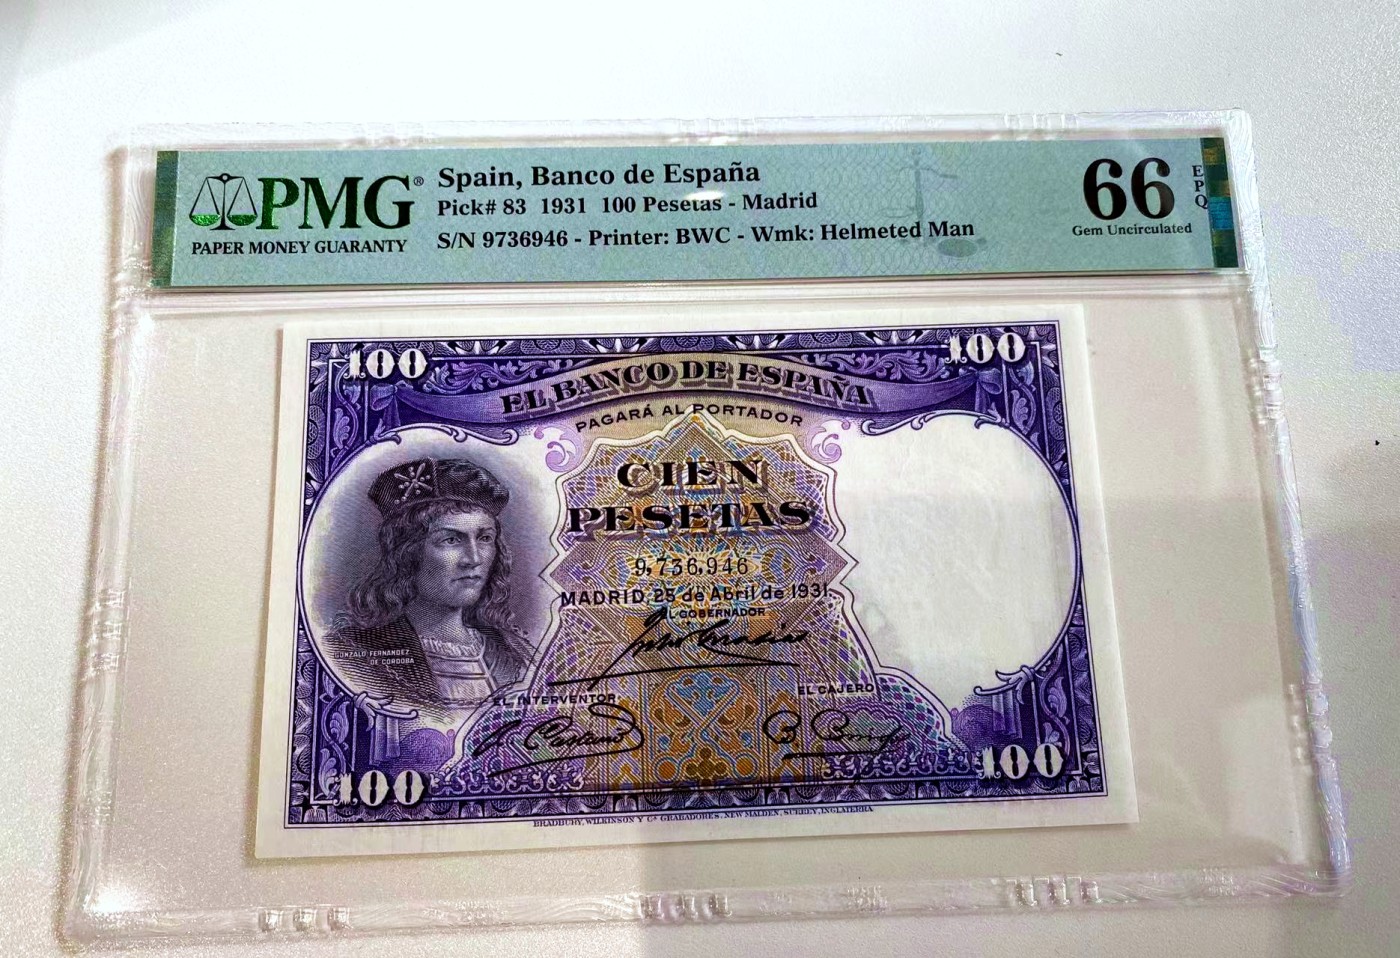 PMG®
PAPER MONEY GUARANTY
Spain, Banco de España
Pick# 83 1931 100 Pesetas - Madrid
S/N 9736946 - Printer: BWC - Wmk: Helmeted Man
66
EPQ
Gem Uncirculated
100
100
EL BANCO DE ESPAÑA
PAGARÁ AL PORTADOR
CIEN
PESETAS
9,736,946
MADRID, 25 de Abril de 1931.
EL GOBERNADOR
GONZALO FERNANDEZ
DE CORDOBA
EL INTERVENTOR,
EL CAJERO
100
100
BRADBURY, WILKINSON Y Cª GRABADORES, NEW MALDEN, SURREY, INGLATERRA